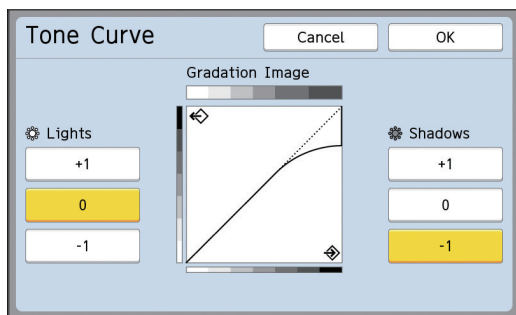 Tone Curve
Cancel
OK
Gradation Image
Lights
+1
0
-1
Shadows
+1
0
-1